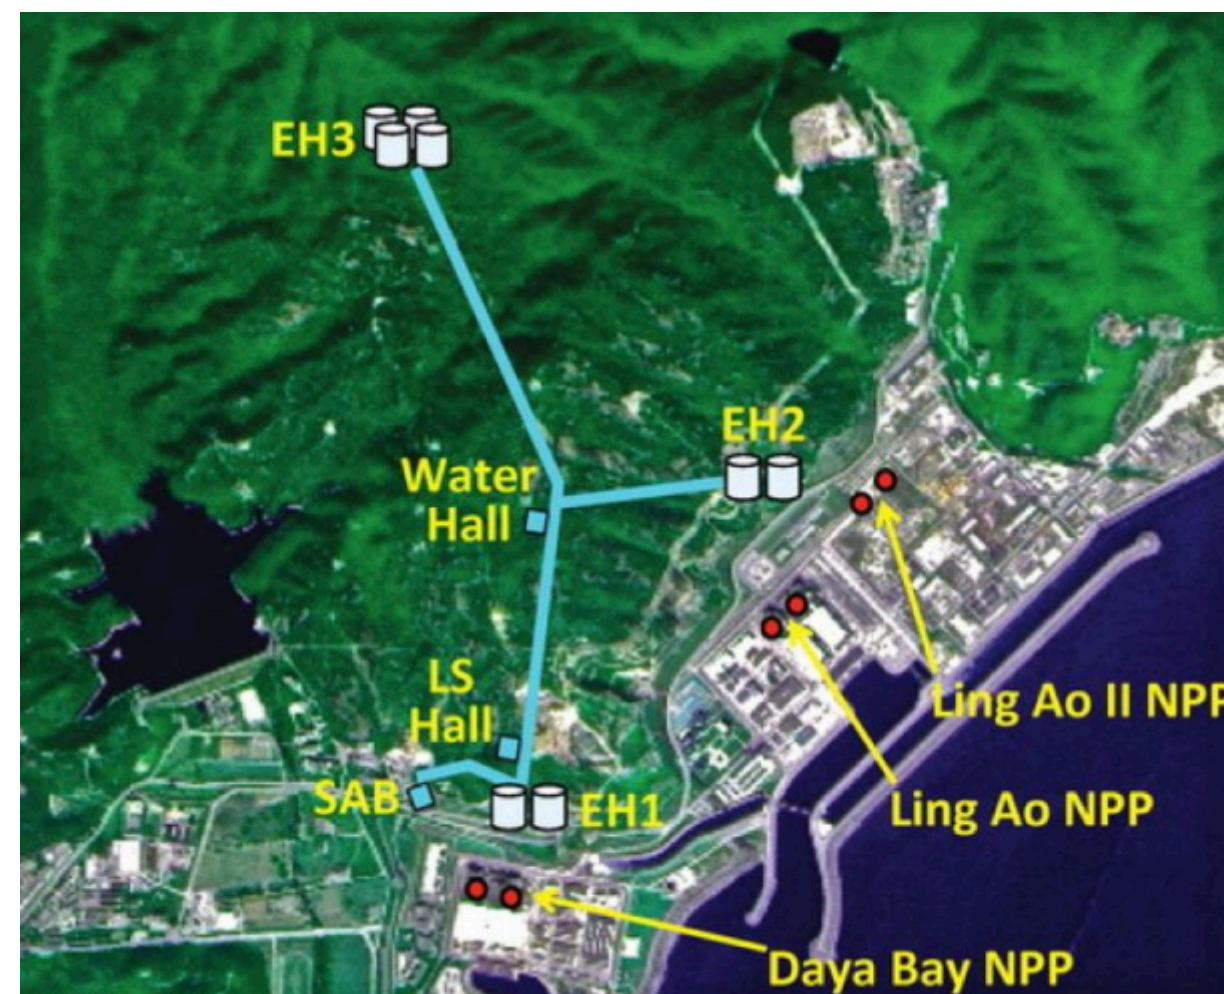 EH3
EH2
Water
Hall
LS
Hall
Ling Ao II NPP
SAB
EH1
Ling Ao NPP
Daya Bay NPP